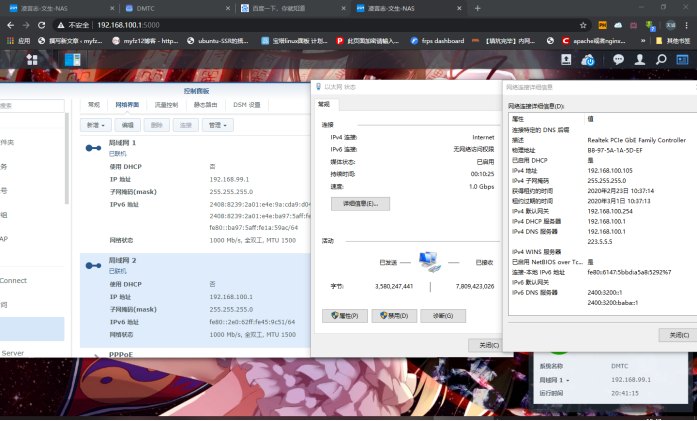 凌客志-文生-NAS
DMTC
百度一下，你就知道
凌客志-文生-NAS
不安全 | 192.168.100.1:5000
应用
myfz12博客 - http...
ubuntu-SSR的搭...
宝塔linux面板 计划...
此页面加密请输入...
frps dashboard
【填坑完毕】内网...
apache或者nginx...
其他书签
控制面板
搜索
常规
网络界面
流量控制
静态路由
DSM 设置
新增
编辑
删除
连接
管理
件夹
务
号
组
AP
Connect
问
Server
局域网 1
已联机
使用 DHCP 否
IP 地址 192.168.99.1
子网掩码(mask) 255.255.255.0
IPv6 地址 2408:8239:2a01:e4e:9a:cda9:d0
2408:8239:2a01:e4e:ba97:5aff:fe
fe80::ba97:5aff:fe1a:59ac/64
网络状态 1000 Mb/s, 全双工, MTU 1500
局域网 2
已联机
使用 DHCP 否
IP 地址 192.168.100.1
子网掩码(mask) 255.255.255.0
IPv6 地址 fe80::2e0:62ff:fe45:9c51/64
网络状态 1000 Mb/s, 全双工, MTU 1500
PPPoE
以太网 状态
常规
连接
IPv4 连接: Internet
IPv6 连接: 无网络访问权限
媒体状态: 已启用
持续时间: 00:10:25
速度: 1.0 Gbps
详细信息(E)...
活动
已发送
已接收
字节: 3,580,247,441 | 7,809,423,026
属性(P)
禁用(D)
诊断(G)
关闭(C)
网络连接详细信息
网络连接详细信息(D):
属性 值
连接特定的 DNS 后缀
描述 Realtek PCIe GbE Family Controller
物理地址 B8-97-5A-1A-5D-EF
已启用 DHCP 是
IPv4 地址 192.168.100.105
IPv4 子网掩码 255.255.255.0
获得租约的时间 2020年2月23日 10:37:14
租约过期的时间 2020年3月1日 10:37:13
IPv4 默认网关 192.168.100.254
IPv4 DHCP 服务器 192.168.100.1
IPv4 DNS 服务器 192.168.100.1
223.5.5.5
IPv4 WINS 服务器
已启用 NetBIOS over Tc... 是
连接-本地 IPv6 地址 fe80::6147:5bbd:a5a8:5292%7
IPv6 默认网关
IPv6 DNS 服务器 2400:3200::1
2400:3200:baba::1
关闭(C)
系统名称 DMTC
局域网 1 192.168.99.1
运行时间 20:41:15